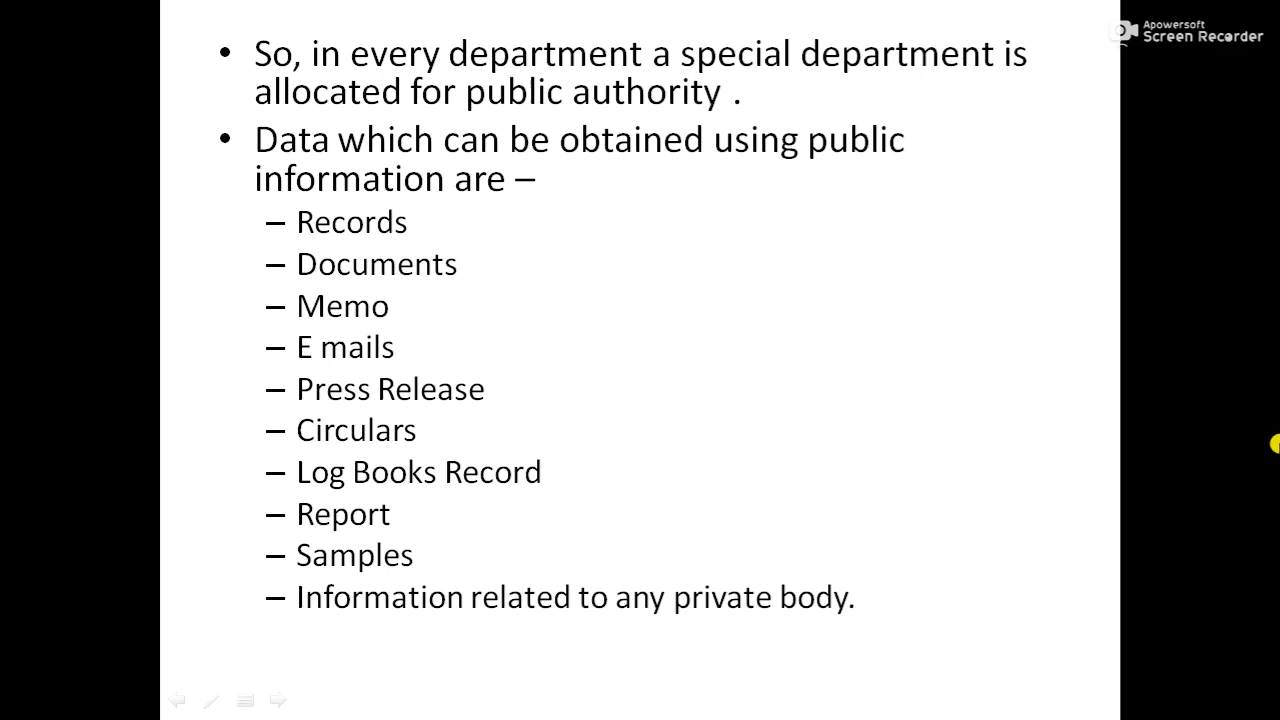 Apowersoft
Screen Recorder
• So, in every department a special department is
allocated for public authority .
• Data which can be obtained using public
information are –
– Records
– Documents
– Memo
– E mails
– Press Release
– Circulars
– Log Books Record
– Report
– Samples
– Information related to any private body.